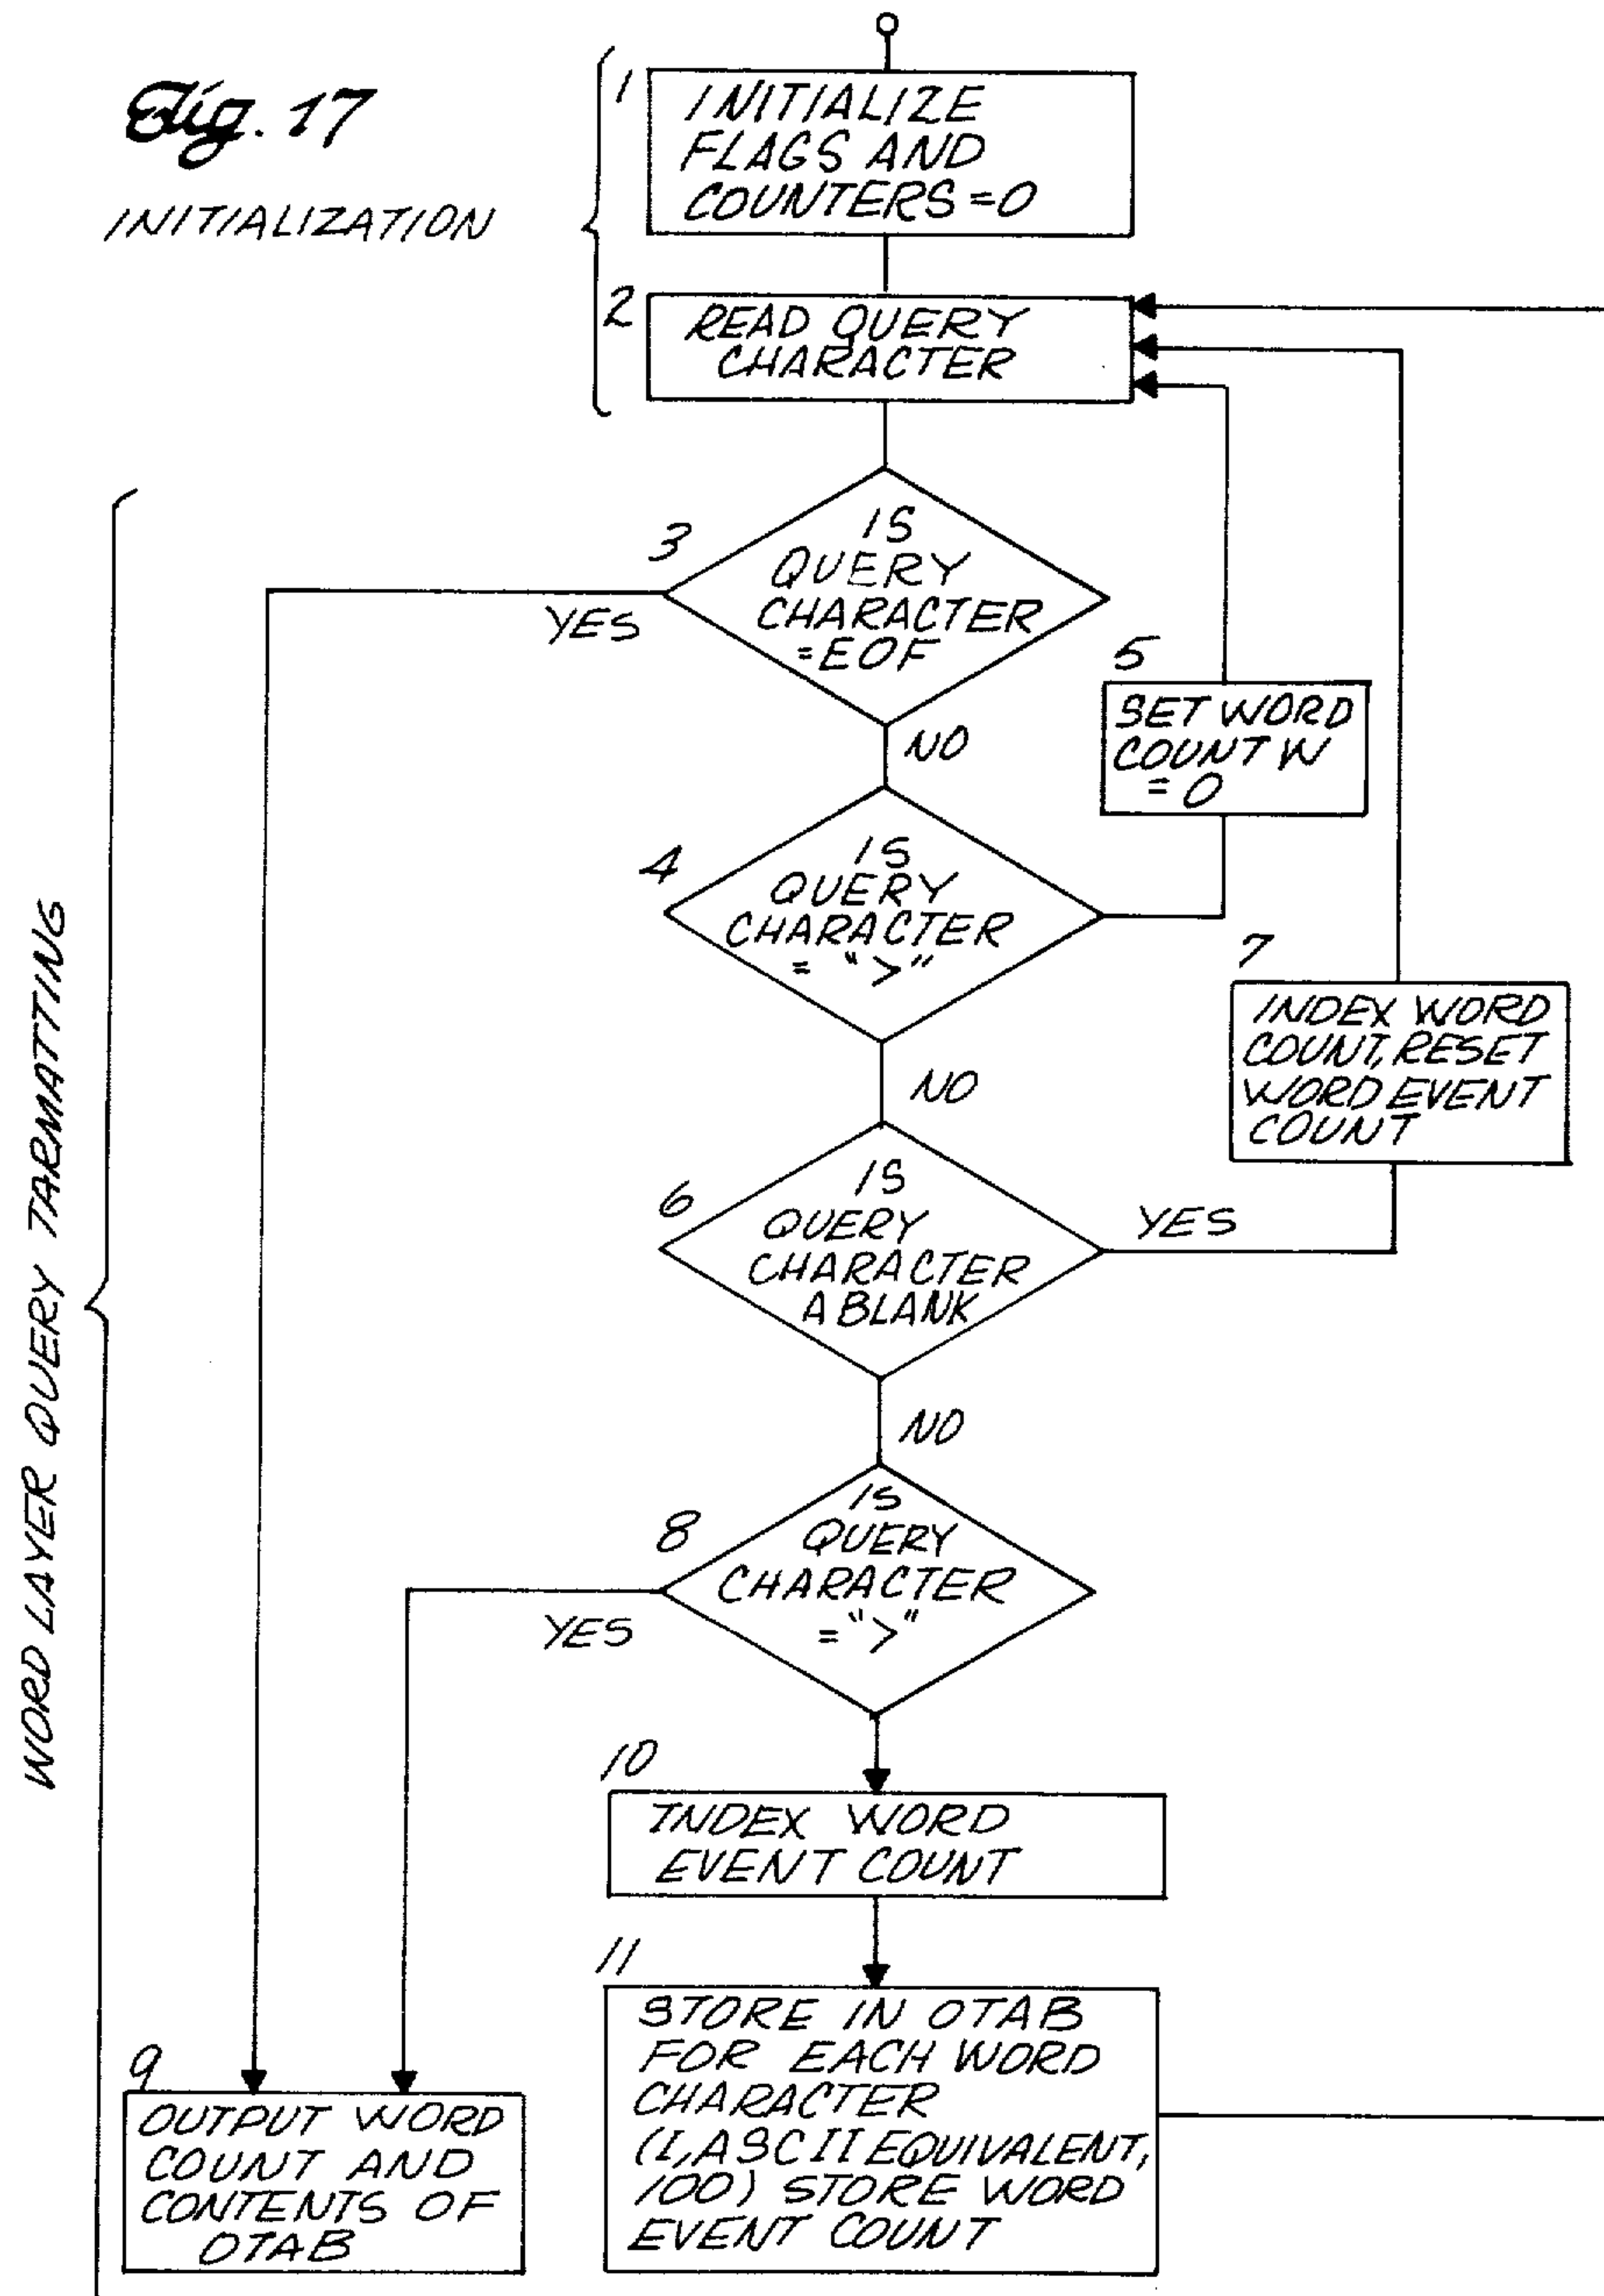 Fig. 17
INITIALIZATION
1
INITIALIZE
FLAGS AND
COUNTERS = 0
2
READ QUERY
CHARACTER
3
IS
QUERY
CHARACTER
= EOF
YES
NO
5
SET WORD
COUNT W
= 0
4
IS
QUERY
CHARACTER
= ">"
NO
7
INDEX WORD
COUNT, RESET
WORD EVENT
COUNT
6
IS
QUERY
CHARACTER
A BLANK
YES
NO
8
IS
QUERY
CHARACTER
= ">"
YES
10
INDEX WORD
EVENT COUNT
11
STORE IN OTAB
FOR EACH WORD
CHARACTER
(I, ASCII EQUIVALENT,
100) STORE WORD
EVENT COUNT
9
OUTPUT WORD
COUNT AND
CONTENTS OF
OTAB
WORD LAYER QUERY TARMATTING